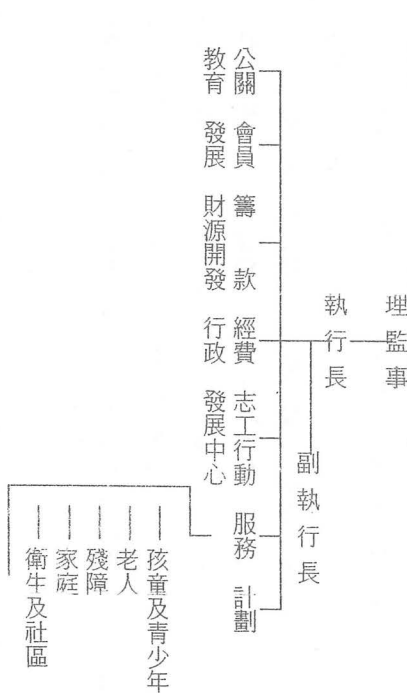 理監事
執行長
副執行長
公關
教育
會員
發展
籌款
財源開發
經費
行政
志工行動
發展中心
服務
計劃
孩童及青少年
老人
殘障
家庭
衛生及社區